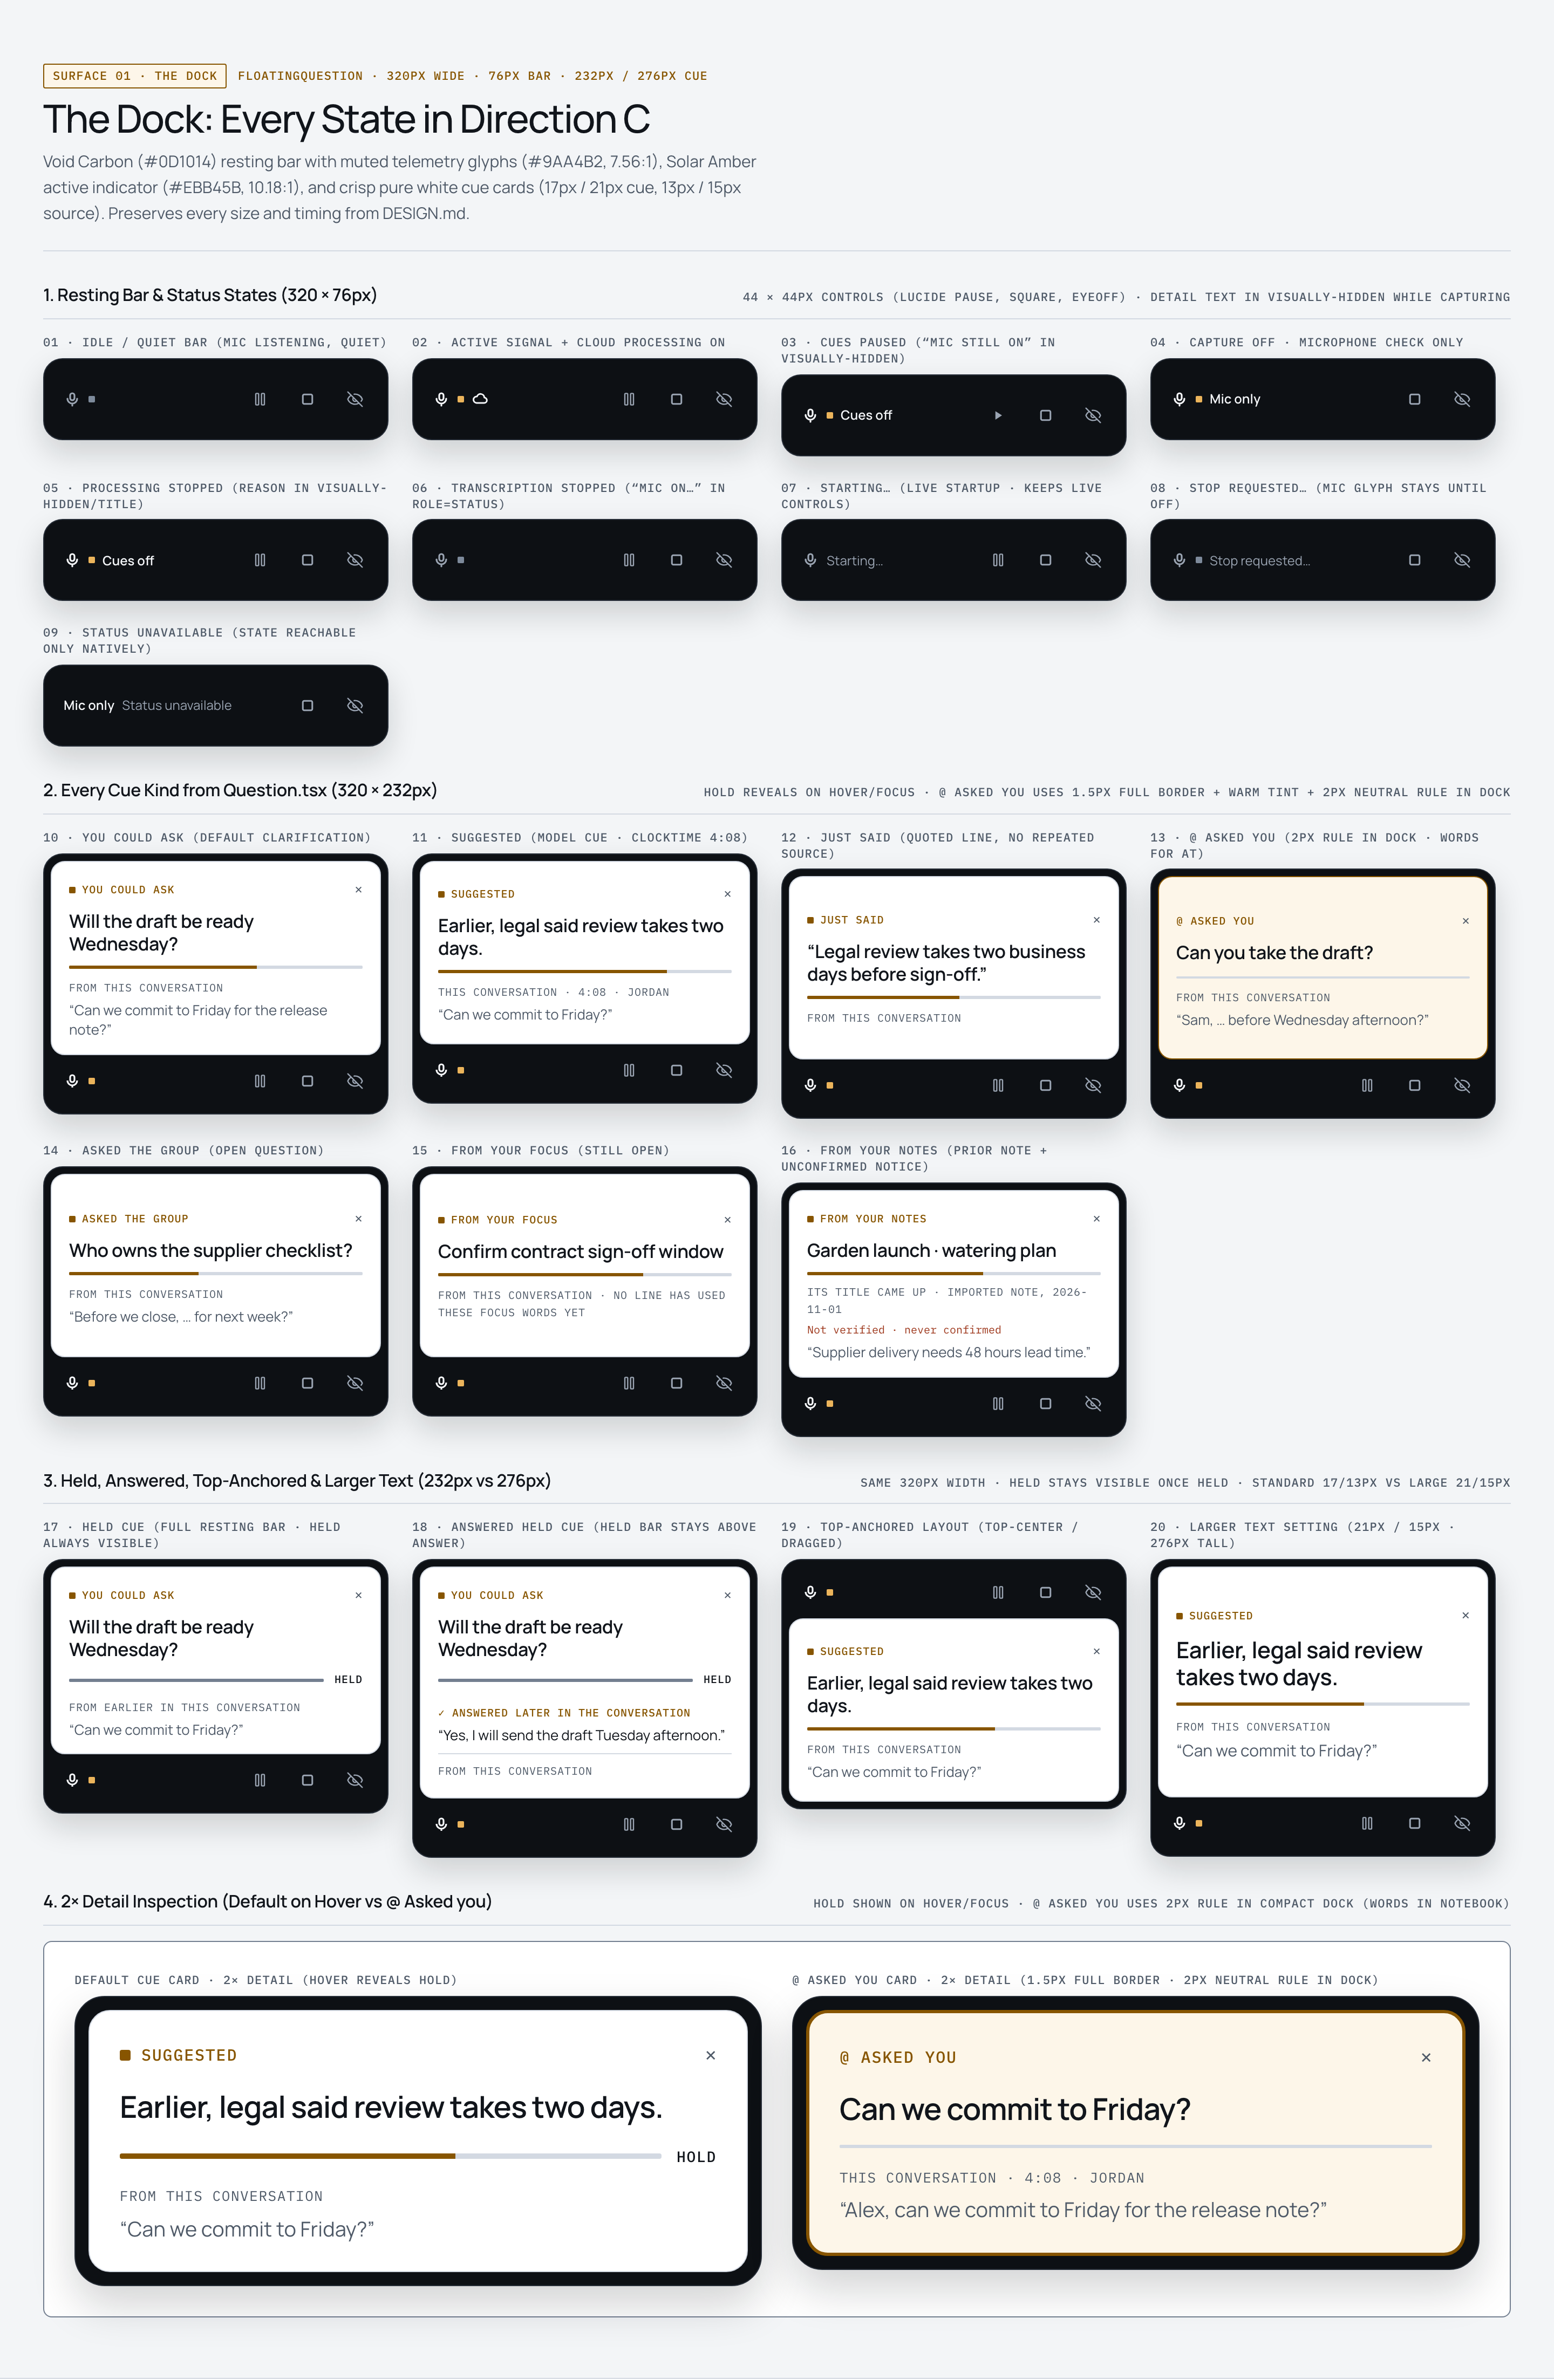 SURFACE 01 · THE DOCK
FLOATINGQUESTION · 320PX WIDE · 76PX BAR · 232PX / 276PX CUE
The Dock: Every State in Direction C
Void Carbon (#0D1014) resting bar with muted telemetry glyphs (#9AA4B2, 7.56:1), Solar Amber
active indicator (#EBB45B, 10.18:1), and crisp pure white cue cards (17px / 21px cue, 13px / 15px
source). Preserves every size and timing from DESIGN.md.
1. Resting Bar & Status States (320 × 76px)
44 × 44PX CONTROLS (LUCIDE PAUSE, SQUARE, EYEOFF) · DETAIL TEXT IN VISUALLY-HIDDEN WHILE CAPTURING
01 · IDLE / QUIET BAR (MIC LISTENING, QUIET)
02 · ACTIVE SIGNAL + CLOUD PROCESSING ON
03 · CUES PAUSED (“MIC STILL ON” IN
VISUALLY-HIDDEN)
Cues off
04 · CAPTURE OFF · MICROPHONE CHECK ONLY
Mic only
05 · PROCESSING STOPPED (REASON IN VISUALLY-
HIDDEN/TITLE)
Cues off
06 · TRANSCRIPTION STOPPED (“MIC ON…” IN
ROLE=STATUS)
07 · STARTING… (LIVE STARTUP · KEEPS LIVE
CONTROLS)
Starting…
08 · STOP REQUESTED… (MIC GLYPH STAYS UNTIL
OFF)
Stop requested…
09 · STATUS UNAVAILABLE (STATE REACHABLE
ONLY NATIVELY)
Mic only Status unavailable
2. Every Cue Kind from Question.tsx (320 × 232px)
HOLD REVEALS ON HOVER/FOCUS · @ ASKED YOU USES 1.5PX FULL BORDER + WARM TINT + 2PX NEUTRAL RULE IN DOCK
10 · YOU COULD ASK (DEFAULT CLARIFICATION)
YOU COULD ASK ×
Will the draft be ready
Wednesday?
FROM THIS CONVERSATION
“Can we commit to Friday for the release
note?”
11 · SUGGESTED (MODEL CUE · CLOCKTIME 4:08)
SUGGESTED ×
Earlier, legal said review takes two
days.
THIS CONVERSATION · 4:08 · JORDAN
“Can we commit to Friday?”
12 · JUST SAID (QUOTED LINE, NO REPEATED
SOURCE)
JUST SAID ×
“Legal review takes two business
days before sign-off.”
FROM THIS CONVERSATION
13 · @ ASKED YOU (2PX RULE IN DOCK · WORDS
FOR AT)
@ ASKED YOU ×
Can you take the draft?
FROM THIS CONVERSATION
“Sam, … before Wednesday afternoon?”
14 · ASKED THE GROUP (OPEN QUESTION)
ASKED THE GROUP ×
Who owns the supplier checklist?
FROM THIS CONVERSATION
“Before we close, … for next week?”
15 · FROM YOUR FOCUS (STILL OPEN)
FROM YOUR FOCUS ×
Confirm contract sign-off window
FROM THIS CONVERSATION · NO LINE HAS USED
THESE FOCUS WORDS YET
16 · FROM YOUR NOTES (PRIOR NOTE +
UNCONFIRMED NOTICE)
FROM YOUR NOTES ×
Garden launch · watering plan
ITS TITLE CAME UP · IMPORTED NOTE, 2026-
11-01
Not verified · never confirmed
“Supplier delivery needs 48 hours lead time.”
3. Held, Answered, Top-Anchored & Larger Text (232px vs 276px)
SAME 320PX WIDTH · HELD STAYS VISIBLE ONCE HELD · STANDARD 17/13PX VS LARGE 21/15PX
17 · HELD CUE (FULL RESTING BAR · HELD
ALWAYS VISIBLE)
YOU COULD ASK ×
Will the draft be ready
Wednesday?
HELD
FROM EARLIER IN THIS CONVERSATION
“Can we commit to Friday?”
18 · ANSWERED HELD CUE (HELD BAR STAYS ABOVE
ANSWER)
YOU COULD ASK ×
Will the draft be ready
Wednesday?
HELD
✓ ANSWERED LATER IN THE CONVERSATION
“Yes, I will send the draft Tuesday afternoon.”
FROM THIS CONVERSATION
19 · TOP-ANCHORED LAYOUT (TOP-CENTER /
DRAGGED)
SUGGESTED ×
Earlier, legal said review takes two
days.
FROM THIS CONVERSATION
“Can we commit to Friday?”
20 · LARGER TEXT SETTING (21PX / 15PX ·
276PX TALL)
SUGGESTED ×
Earlier, legal said review
takes two days.
FROM THIS CONVERSATION
“Can we commit to Friday?”
4. 2× Detail Inspection (Default on Hover vs @ Asked you)
HOLD SHOWN ON HOVER/FOCUS · @ ASKED YOU USES 2PX RULE IN COMPACT DOCK (WORDS IN NOTEBOOK)
DEFAULT CUE CARD · 2× DETAIL (HOVER REVEALS HOLD)
SUGGESTED ×
Earlier, legal said review takes two days.
HOLD
FROM THIS CONVERSATION
“Can we commit to Friday?”
@ ASKED YOU CARD · 2× DETAIL (1.5PX FULL BORDER · 2PX NEUTRAL RULE IN DOCK)
@ ASKED YOU ×
Can we commit to Friday?
THIS CONVERSATION · 4:08 · JORDAN
“Alex, can we commit to Friday for the release note?”